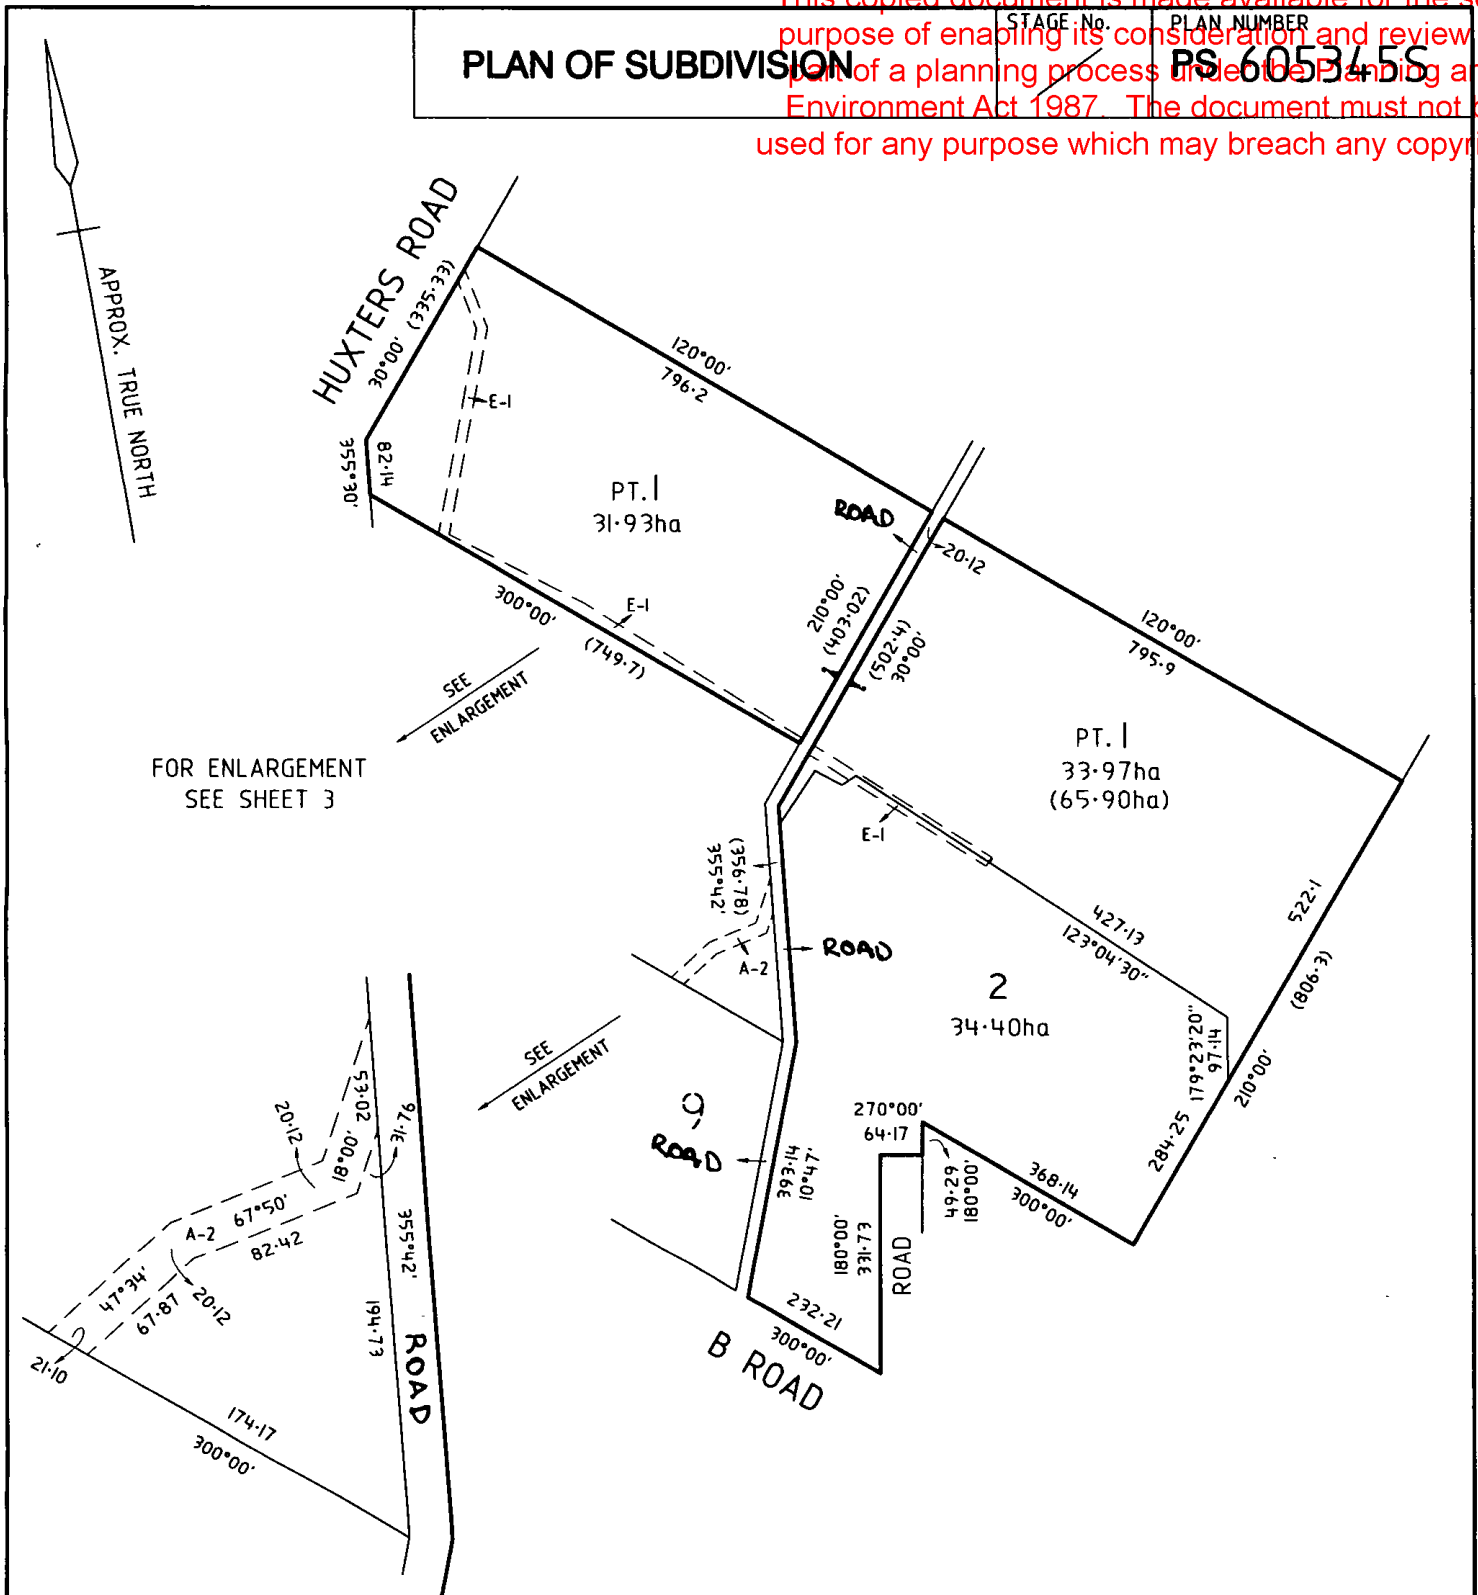 This copied document is made available for the
purpose of enabling its consideration and review
part of a planning process under the Planning
Environment Act 1987. The document must not
used for any purpose which may breach any
PLAN OF SUBDIVISION
STAGE No.
PLAN NUMBER
PS 605345S
APPROX. TRUE NORTH
HUXTERS ROAD
30°00' (335·33)
355°30'
82·14
E-1
120°00'
796·2
PT.1
31·93ha
ROAD
20·12
210°00'
(403·02)
(502·4)
30°00'
300°00'
(749·7)
E-1
SEE
ENLARGEMENT
FOR ENLARGEMENT
SEE SHEET 3
120°00'
795·9
PT. 1
33·97ha
(65·90ha)
E-1
(356·78)
355°42'
A-2
ROAD
427·13
123°04'30"
522·1
(806·3)
2
34·40ha
179°23'20"
97·14
210°00'
284·25
SEE
ENLARGEMENT
ROAD
393·14
10°47'
270°00'
64·17
49·29
180°00'
368·14
300°00'
180°00'
331·73
ROAD
232·21
300°00'
B ROAD
20·12
53·02
18°00'
31·76
A-2
67°50'
82·42
47°34'
67·87
20·12
21·10
355°42'
194·73
ROAD
174·17
300°00'